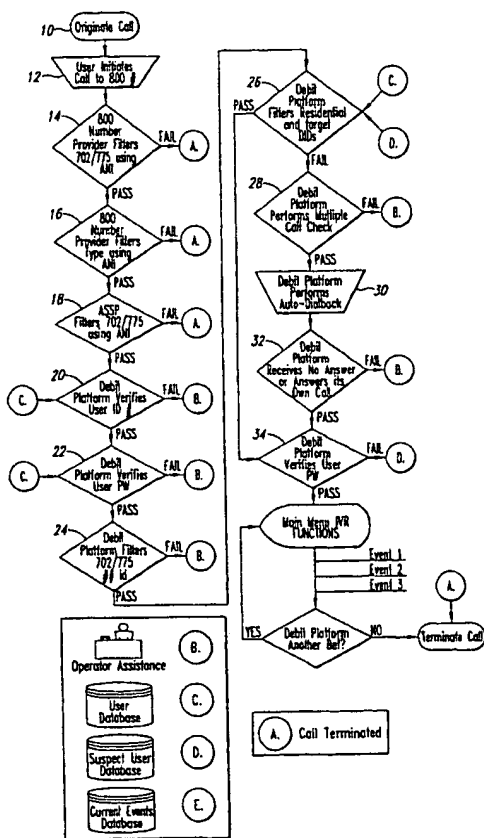 10
Originate Call
12
User Initiates
Call to 800 #
14
800
Number
Provider Filters
702/775 using
ANI
FAIL
A.
PASS
16
800
Number
Provider Filters
Type using
ANI
FAIL
A.
PASS
18
ASSP
Filters 702/775
using ANI
FAIL
A.
PASS
20
C.
Debit
Platform Verifies
User ID
#
FAIL
B.
PASS
22
C.
Debit
Platform Verifies
User PW
FAIL
B.
PASS
24
Debit
Platform Filters
702/775
## id
FAIL
B.
PASS
26
PASS
Debit
Platform
Filters Residential
and Target
DIDs
C.
D.
FAIL
28
Debit
Platform
Performs Multiple
Call Check
FAIL
B.
PASS
Debit Platform
Performs
Auto-Dialback
30
32
Debit
Platform
Receives No Answer
or Answers its
Own Call
FAIL
B.
PASS
34
Debit
Platform
Verifies User
PW
FAIL
D.
PASS
Main Menu IVR
FUNCTIONS
Event 1
Event 2
Event 3
YES
Debit Platform
Another Bet?
NO
A.
Terminate Call
Operator Assistance
B.
User
Database
C.
Suspect User
Database
D.
Current Events
Database
E.
A.
Call Terminated